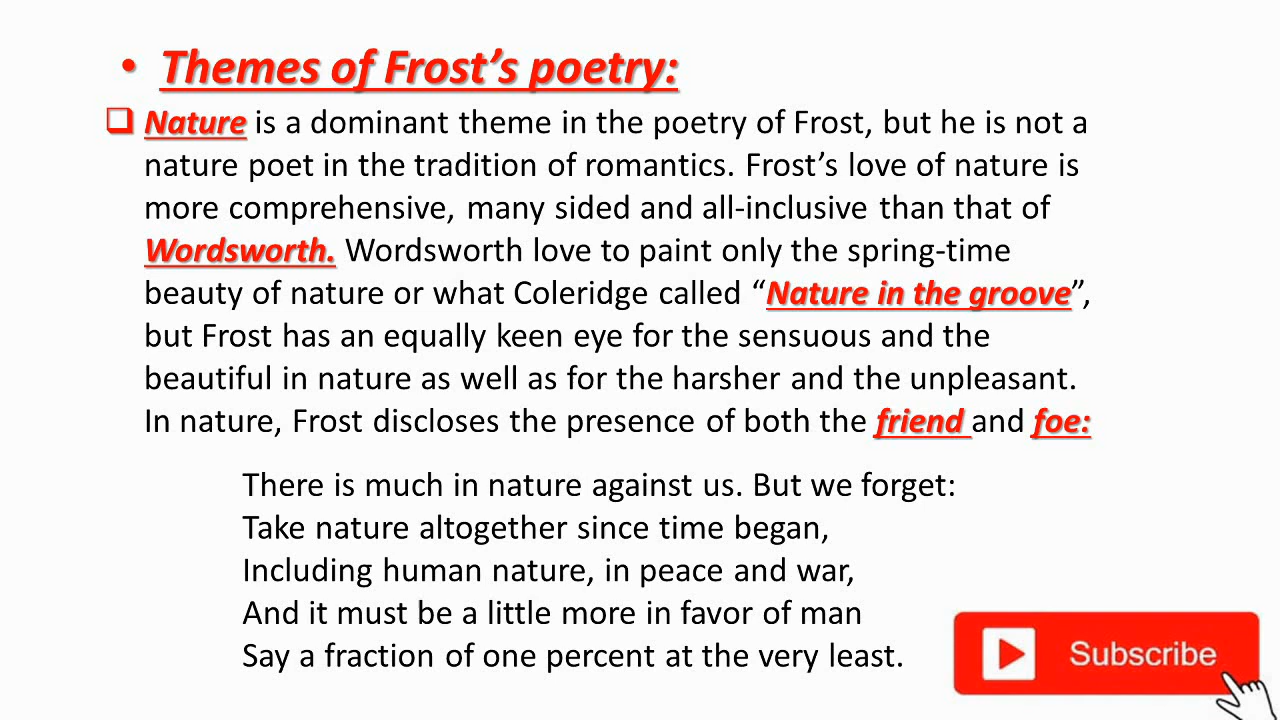 • Themes of Frost’s poetry:
❑ Nature is a dominant theme in the poetry of Frost, but he is not a
nature poet in the tradition of romantics. Frost’s love of nature is
more comprehensive, many sided and all-inclusive than that of
Wordsworth. Wordsworth love to paint only the spring-time
beauty of nature or what Coleridge called “Nature in the groove”,
but Frost has an equally keen eye for the sensuous and the
beautiful in nature as well as for the harsher and the unpleasant.
In nature, Frost discloses the presence of both the friend and foe:
There is much in nature against us. But we forget:
Take nature altogether since time began,
Including human nature, in peace and war,
And it must be a little more in favor of man
Say a fraction of one percent at the very least.
Subscribe